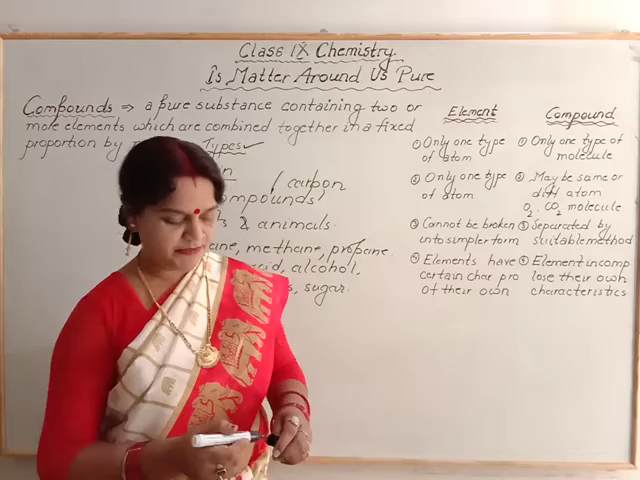 Class IX Chemistry
Is Matter Around Us Pure
Compounds ⇒ a pure substance containing two or
more elements which are combined together in a fixed
proportion by Types ✓
(carbon
compounds)
& animals
methane, propane
acid, alcohol.
sugar.
Element
① Only one type
of atom
② Only one type
of atom
③ Cannot be broken
into simpler form
④ Elements have
certain char pro
of their own
Compound
① Only one type of
molecule
② May be same or
diff atom
O₂, CO₂ molecule
③ Separated by
suitable method
④ Element in comp
lose their own
characteristics